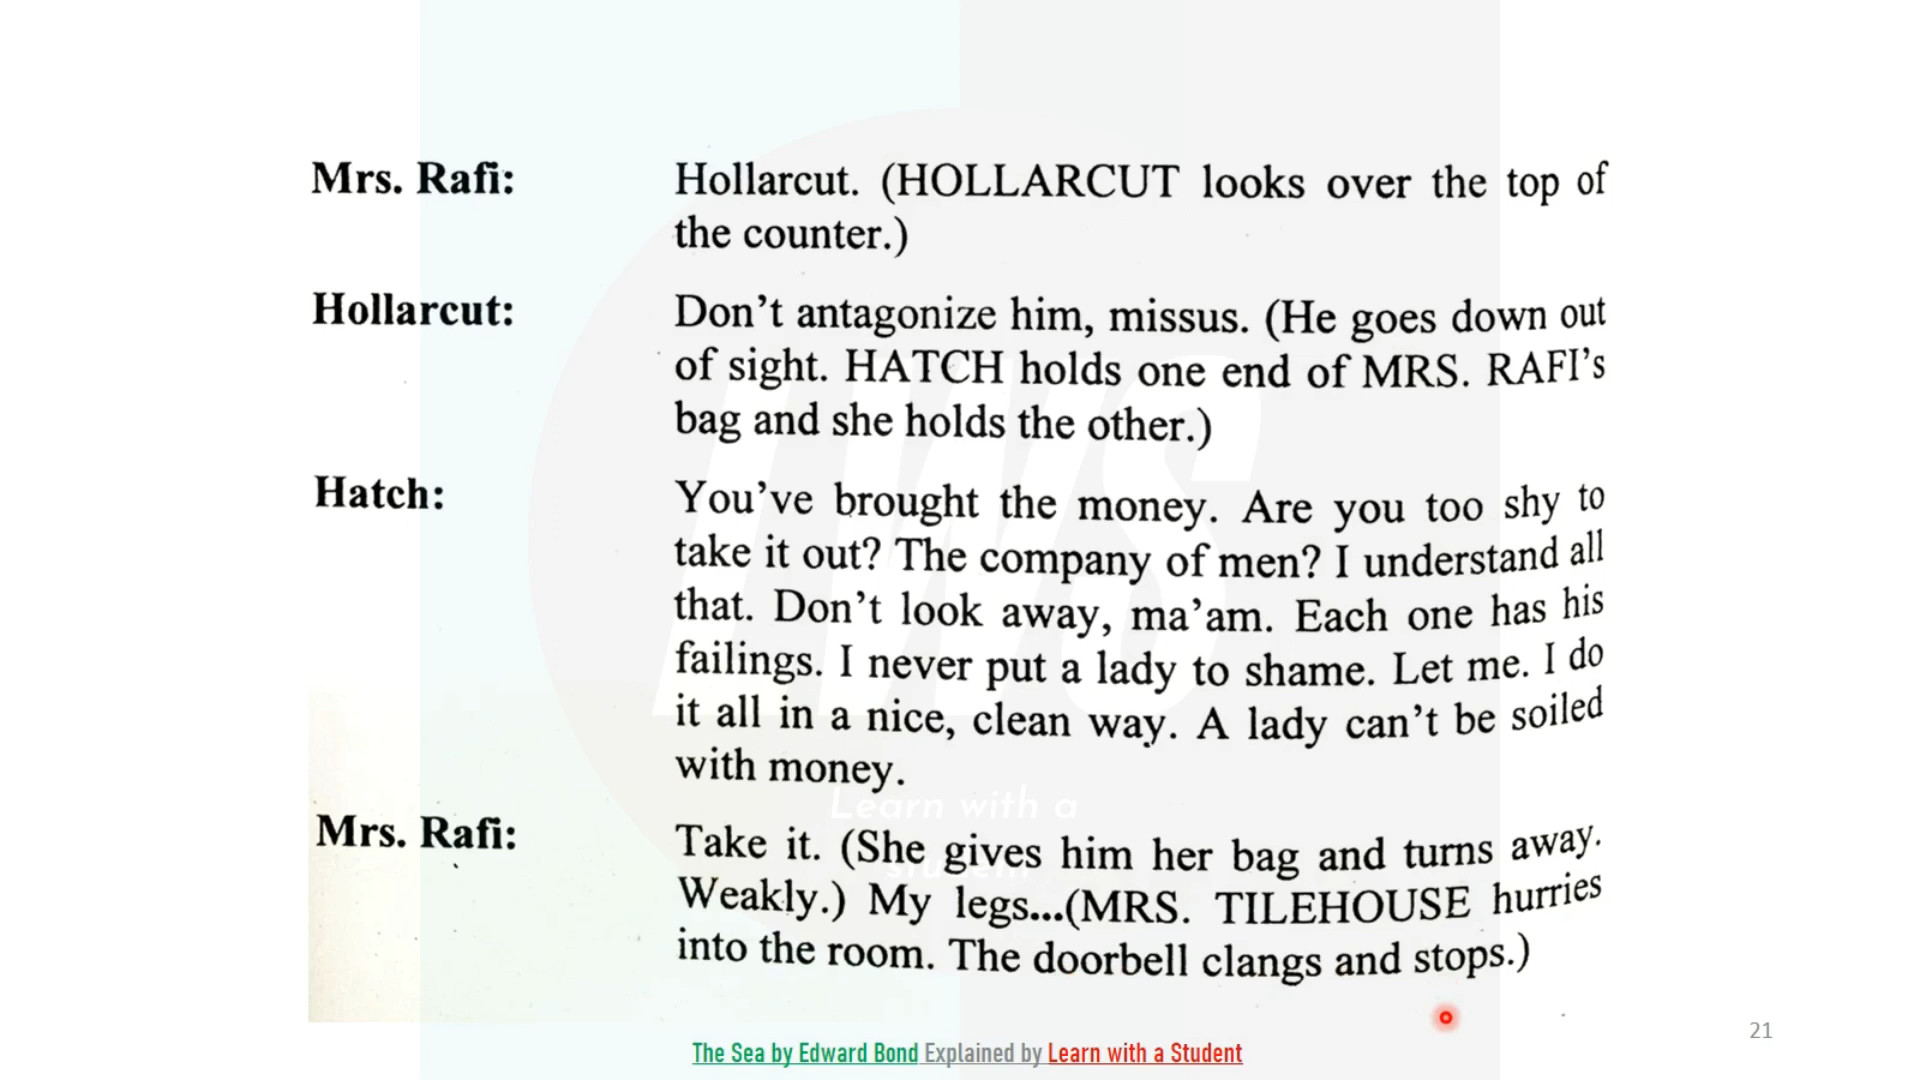 Mrs. Rafi: Hollarcut. (HOLLARCUT looks over the top of
the counter.)
Hollarcut: Don't antagonize him, missus. (He goes down out
of sight. HATCH holds one end of MRS. RAFI's
bag and she holds the other.)
Hatch: You've brought the money. Are you too shy to
take it out? The company of men? I understand all
that. Don't look away, ma'am. Each one has his
failings. I never put a lady to shame. Let me. I do
it all in a nice, clean way. A lady can't be soiled
with money.
Learn with a
student
Mrs. Rafi: Take it. (She gives him her bag and turns away.
Weakly.) My legs...(MRS. TILEHOUSE hurries
into the room. The doorbell clangs and stops.)
21
The Sea by Edward Bond Explained by Learn with a Student
LWS